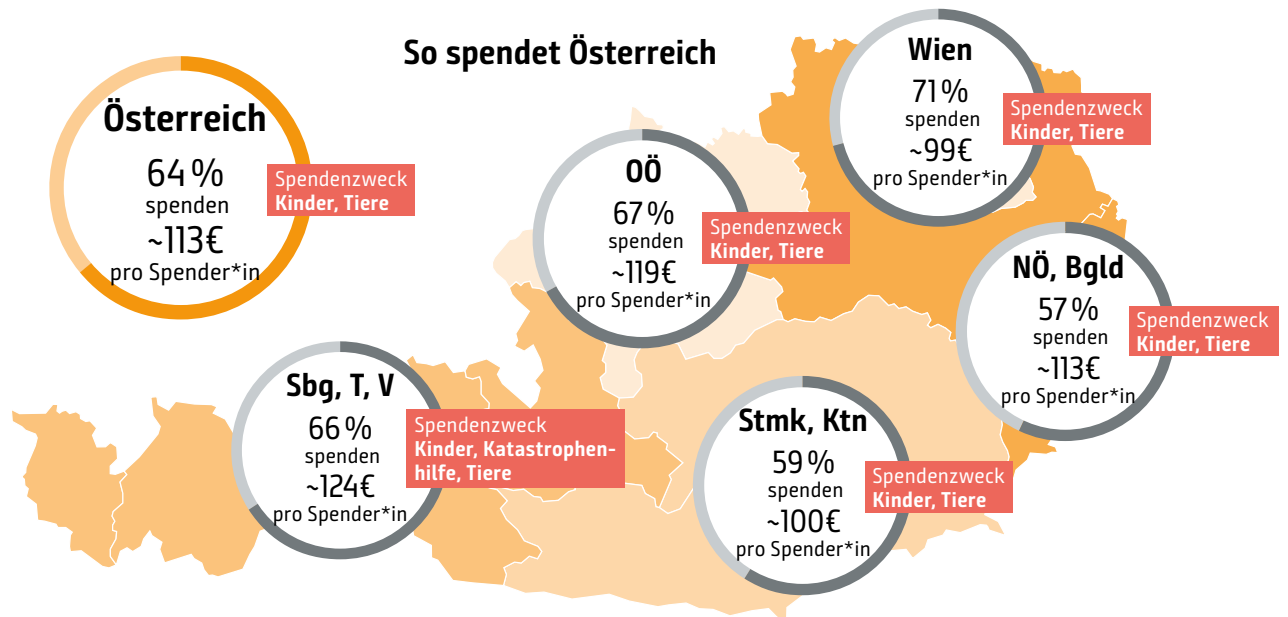 So spendet Österreich
Österreich
64 %
spenden
~113€
pro Spender*in
Spendenzweck
Kinder, Tiere
Wien
71 %
spenden
~99€
pro Spender*in
Spendenzweck
Kinder, Tiere
OÖ
67 %
spenden
~119€
pro Spender*in
Spendenzweck
Kinder, Tiere
NÖ, Bgld
57 %
spenden
~113€
pro Spender*in
Spendenzweck
Kinder, Tiere
Sbg, T, V
66 %
spenden
~124€
pro Spender*in
Spendenzweck
Kinder, Katastrophen-
hilfe, Tiere
Stmk, Ktn
59 %
spenden
~100€
pro Spender*in
Spendenzweck
Kinder, Tiere